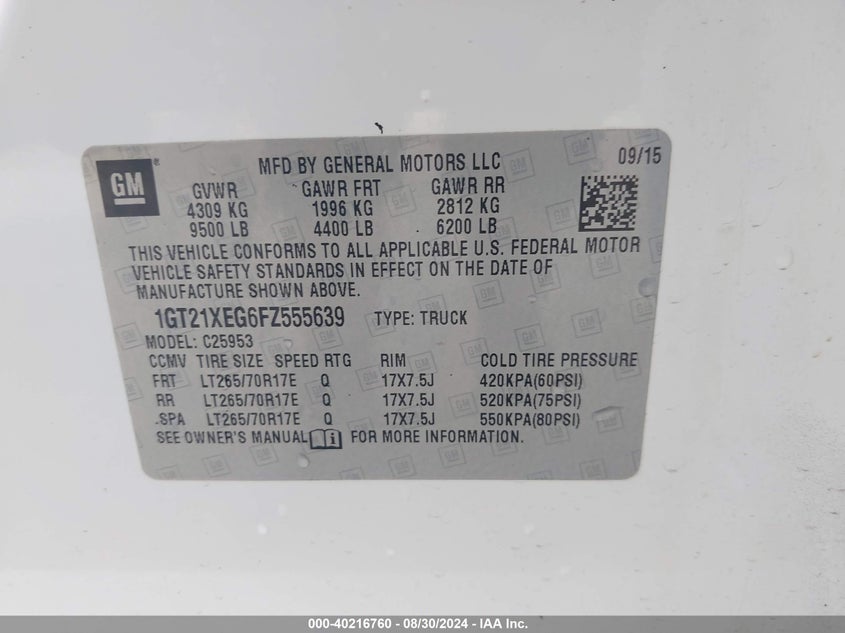 GM ®
MFD BY GENERAL MOTORS LLC 09/15
GVWR GAWR FRT GAWR RR
4309 KG 1996 KG 2812 KG
9500 LB 4400 LB 6200 LB
THIS VEHICLE CONFORMS TO ALL APPLICABLE U.S. FEDERAL MOTOR
VEHICLE SAFETY STANDARDS IN EFFECT ON THE DATE OF
MANUFACTURE SHOWN ABOVE.
1GT21XEG6FZ555639 TYPE: TRUCK
MODEL: C25953
CCMV TIRE SIZE SPEED RTG RIM COLD TIRE PRESSURE
FRT LT265/70R17E Q 17X7.5J 420KPA(60PSI)
RR LT265/70R17E Q 17X7.5J 520KPA(75PSI)
SPA LT265/70R17E Q 17X7.5J 550KPA(80PSI)
SEE OWNER'S MANUAL FOR MORE INFORMATION.
000-40216760 - 08/30/2024 - IAA Inc.